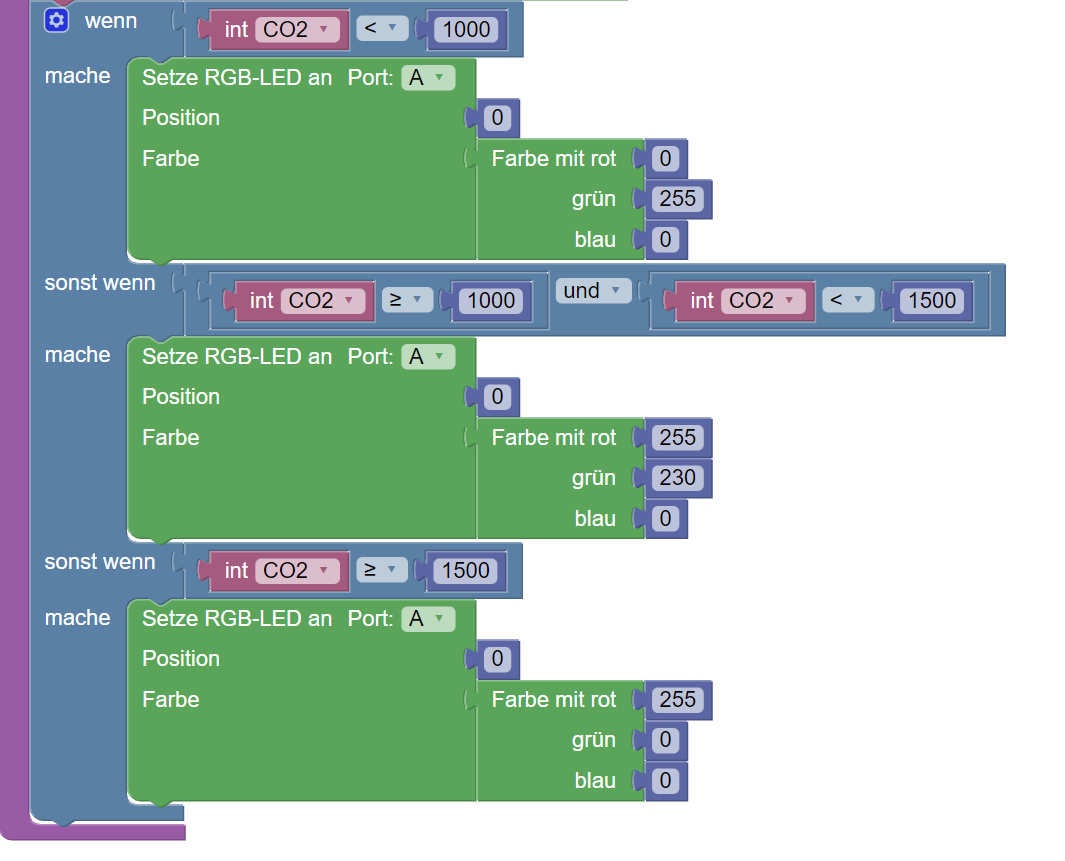 wenn int CO2 < 1000
mache Setze RGB-LED an Port: A
Position 0
Farbe Farbe mit rot 0
grün 255
blau 0
sonst wenn int CO2 ≥ 1000 und int CO2 < 1500
mache Setze RGB-LED an Port: A
Position 0
Farbe Farbe mit rot 255
grün 230
blau 0
sonst wenn int CO2 ≥ 1500
mache Setze RGB-LED an Port: A
Position 0
Farbe Farbe mit rot 255
grün 0
blau 0